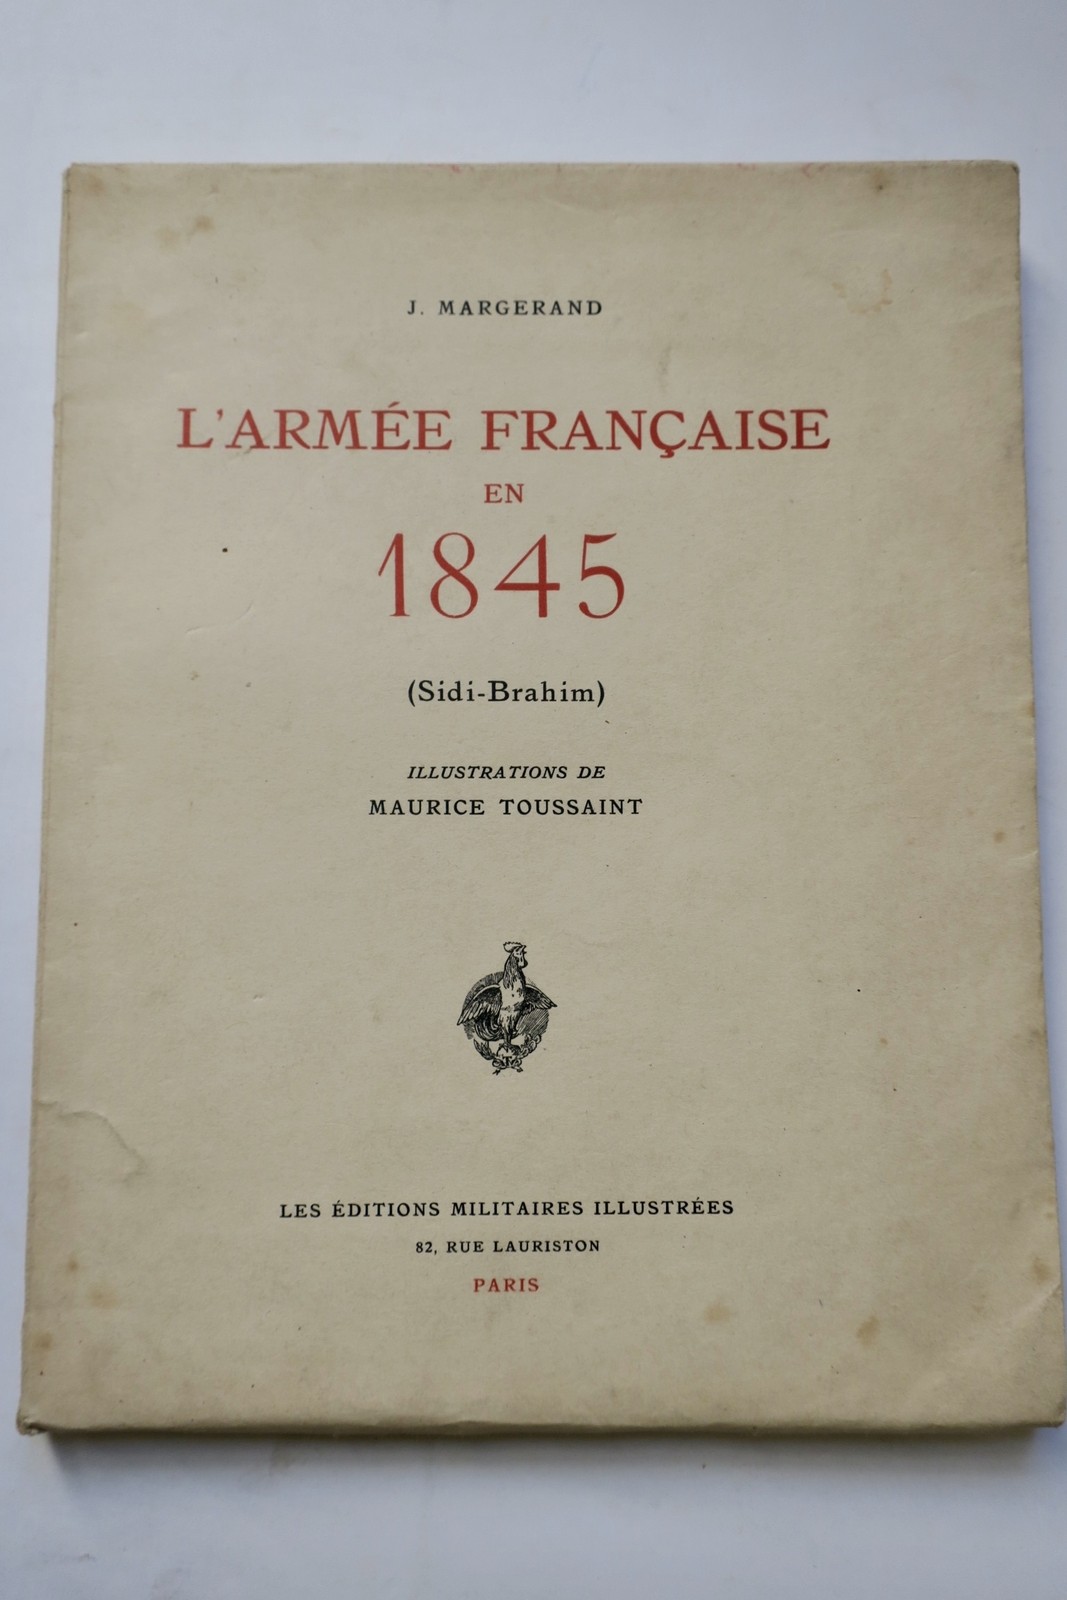 J. MARGERAND
L'ARMÉE FRANÇAISE
EN
1845
(Sidi-Brahim)
ILLUSTRATIONS DE
MAURICE TOUSSAINT
LES ÉDITIONS MILITAIRES ILLUSTRÉES
82, RUE LAURISTON
PARIS